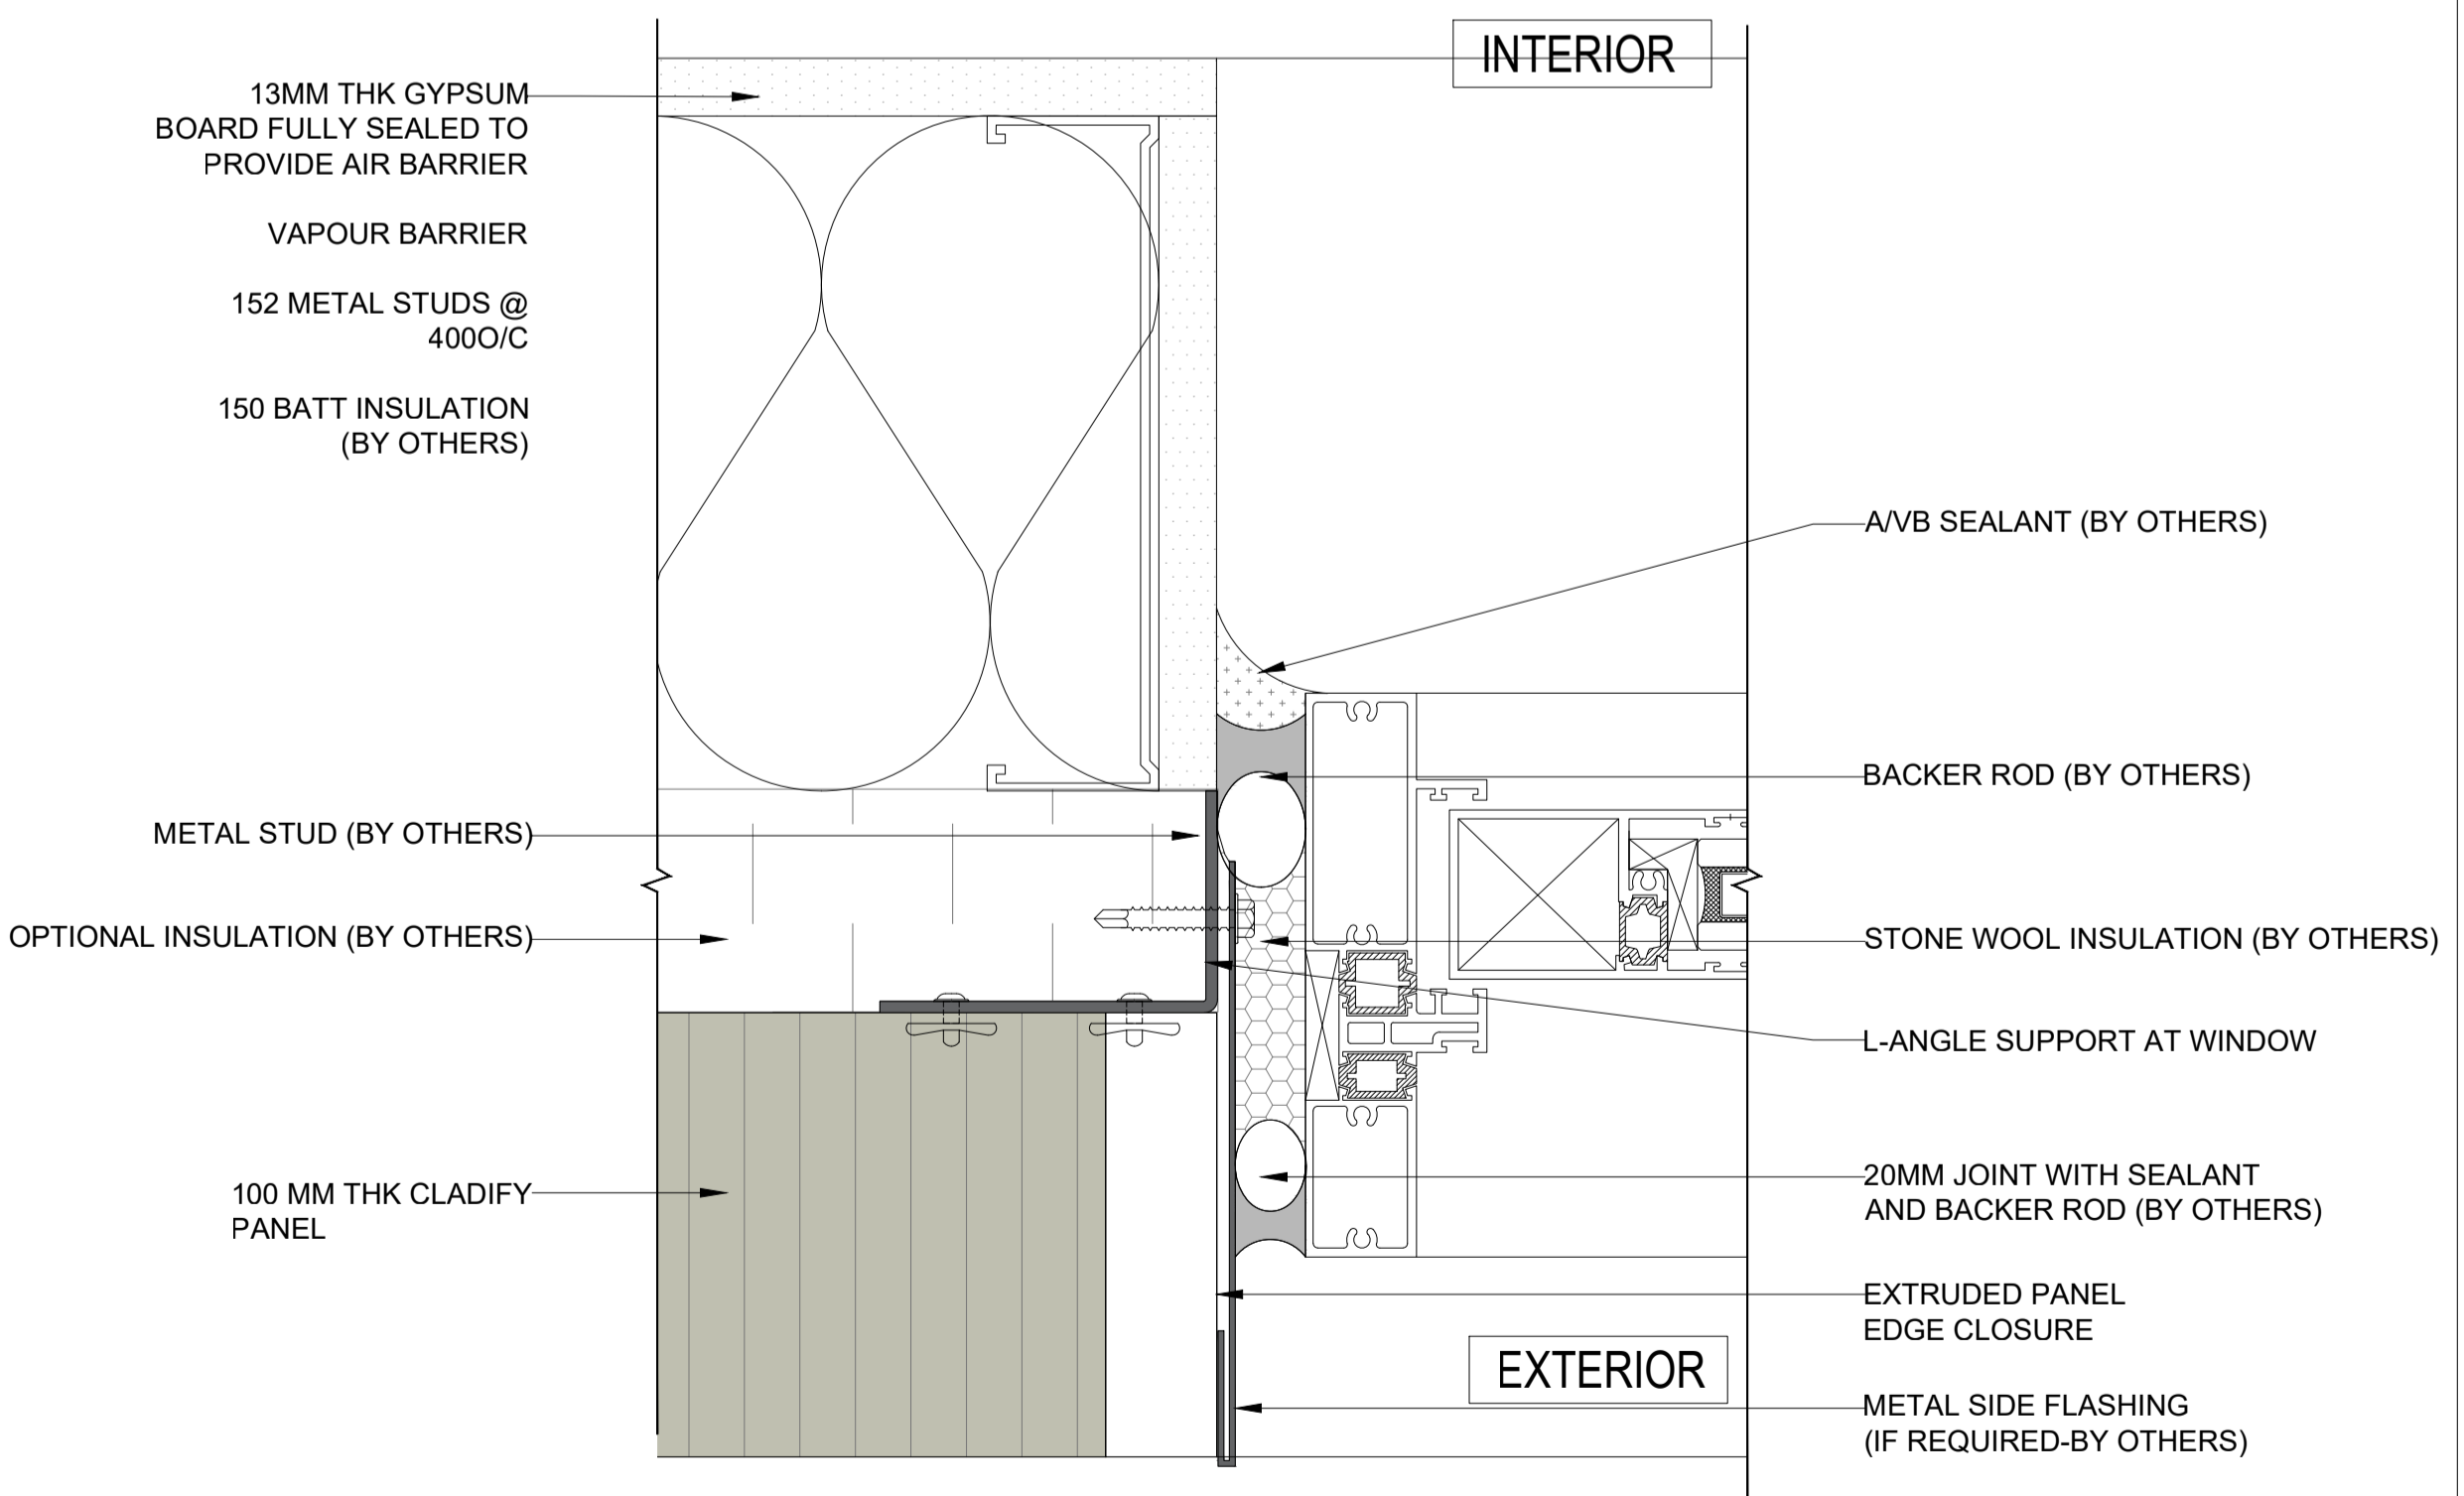 INTERIOR
13MM THK GYPSUM
BOARD FULLY SEALED TO
PROVIDE AIR BARRIER
VAPOUR BARRIER
152 METAL STUDS @
400O/C
150 BATT INSULATION
(BY OTHERS)
METAL STUD (BY OTHERS)
OPTIONAL INSULATION (BY OTHERS)
100 MM THK CLADIFY
PANEL
A/VB SEALANT (BY OTHERS)
BACKER ROD (BY OTHERS)
STONE WOOL INSULATION (BY OTHERS)
L-ANGLE SUPPORT AT WINDOW
20MM JOINT WITH SEALANT
AND BACKER ROD (BY OTHERS)
EXTRUDED PANEL
EDGE CLOSURE
EXTERIOR
METAL SIDE FLASHING
(IF REQUIRED-BY OTHERS)